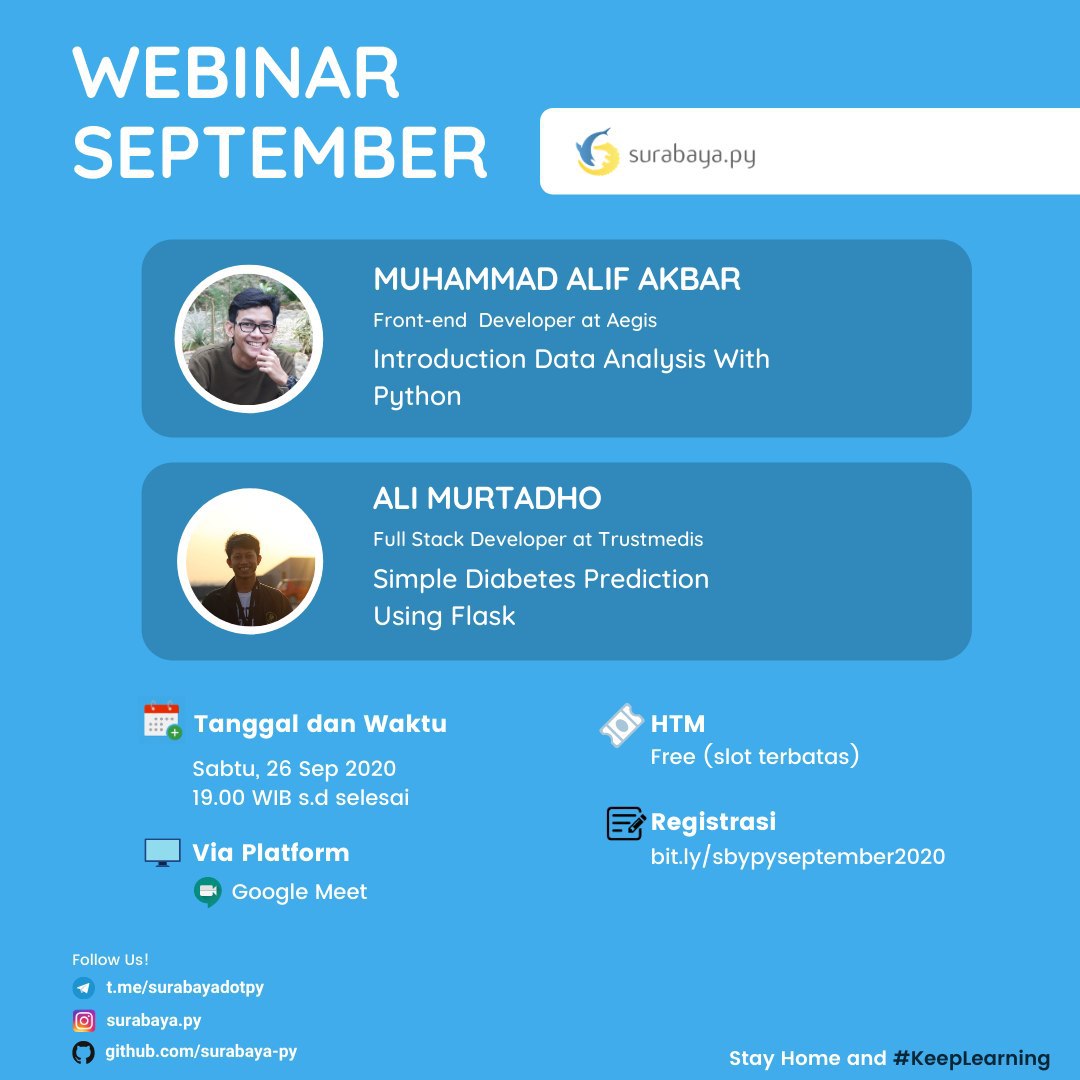 WEBINAR
SEPTEMBER
surabaya.py
MUHAMMAD ALIF AKBAR
Front-end Developer at Aegis
Introduction Data Analysis With
Python
ALI MURTADHO
Full Stack Developer at Trustmedis
Simple Diabetes Prediction
Using Flask
Tanggal dan Waktu
Sabtu, 26 Sep 2020
19.00 WIB s.d selesai
Via Platform
Google Meet
HTM
Free (slot terbatas)
Registrasi
bit.ly/sbypyseptember2020
Follow Us!
t.me/surabayadotpy
surabaya.py
github.com/surabaya-py
Stay Home and #KeepLearning